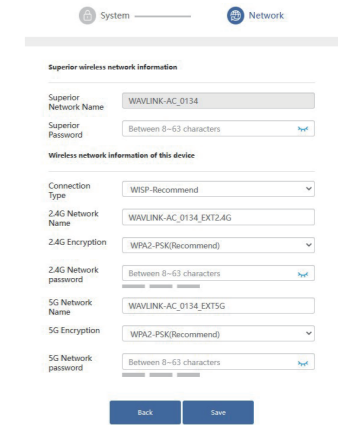 System
Network
Superior wireless network information
Superior
Network Name
WAVLINK-AC_0134
Superior
Password
Between 8~63 characters
Wireless network information of this device
Connection
Type
WISP-Recommend
2.4G Network
Name
WAVLINK-AC_0134_EXT2.4G
2.4G Encryption
WPA2-PSK(Recommend)
2.4G Network
password
Between 8~63 characters
5G Network
Name
WAVLINK-AC_0134_EXT5G
5G Encryption
WPA2-PSK(Recommend)
5G Network
password
Between 8~63 characters
Back
Save